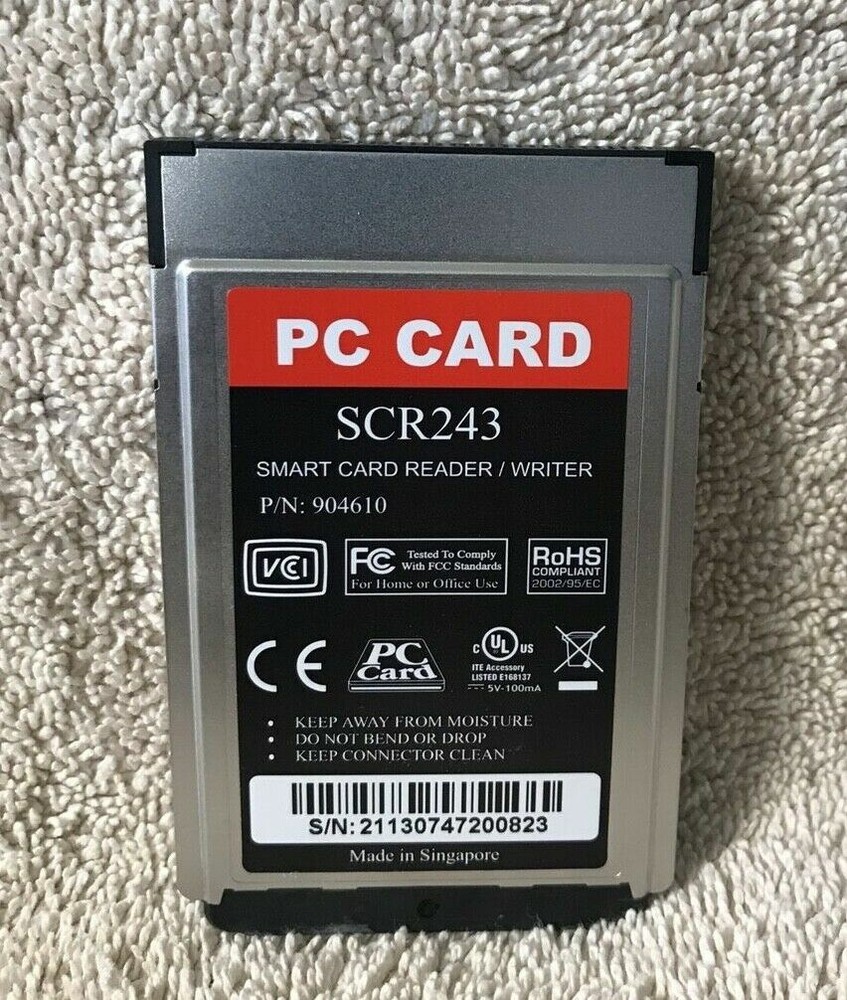 PC CARD
SCR243
SMART CARD READER / WRITER
P/N: 904610
VCI
FC Tested To Comply
With FCC Standards
For Home or Office Use
RoHS
COMPLIANT
2002/95/EC
CE
PC
Card
C UL US
ITE Accessory
LISTED E168137
5V-100mA
• KEEP AWAY FROM MOISTURE
• DO NOT BEND OR DROP
• KEEP CONNECTOR CLEAN
S/N: 21130747200823
Made in Singapore